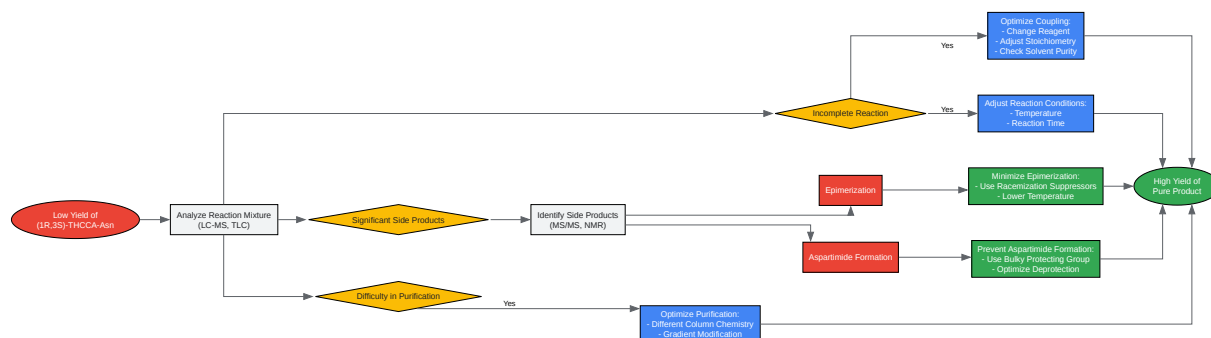 Low Yield of
(1R,3S)-THCCA-Asn
Analyze Reaction Mixture
(LC-MS, TLC)
Incomplete Reaction
Yes
Optimize Coupling:
- Change Reagent
- Adjust Stoichiometry
- Check Solvent Purity
Yes
Adjust Reaction Conditions:
- Temperature
- Reaction Time
Significant Side Products
Identify Side Products
(MS/MS, NMR)
Epimerization
Minimize Epimerization:
- Use Racemization Suppressors
- Lower Temperature
Aspartimide Formation
Prevent Aspartimide Formation:
- Use Bulky Protecting Group
- Optimize Deprotection
Difficulty in Purification
Yes
Optimize Purification:
- Different Column Chemistry
- Gradient Modification
High Yield of
Pure Product